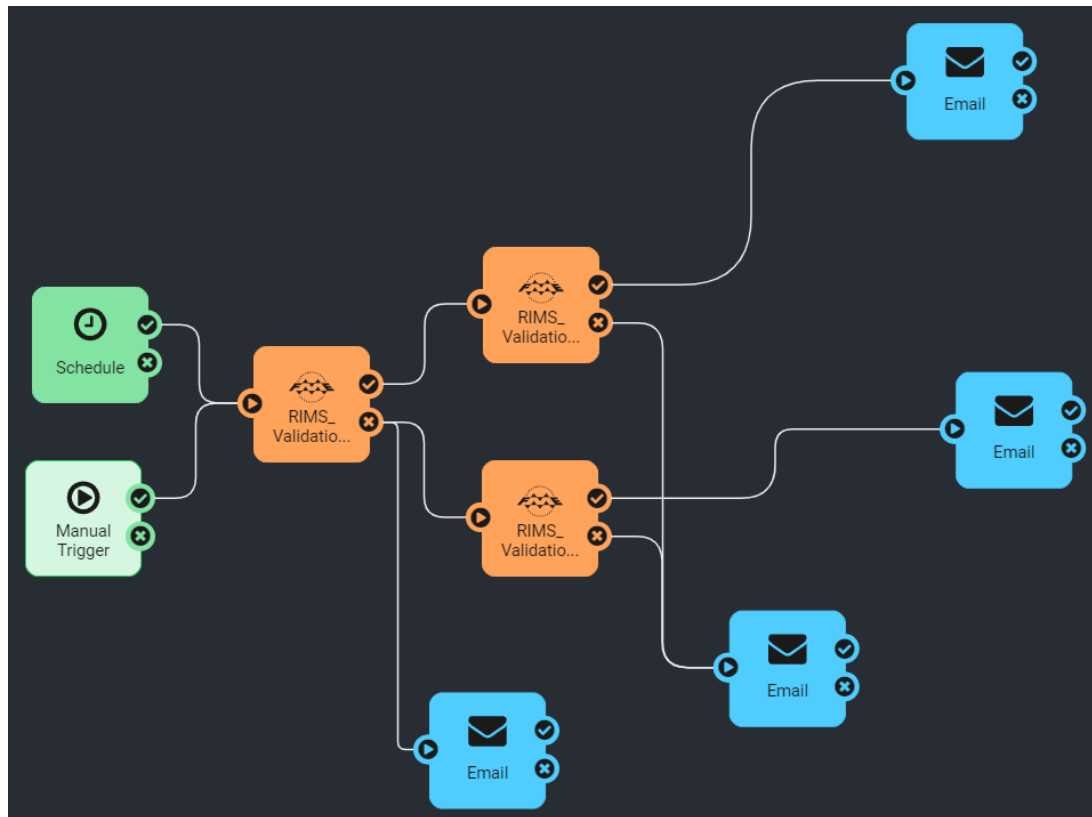 Email
Schedule
RIMS_
Validatio...
RIMS_
Validatio...
Email
Manual
Trigger
RIMS_
Validatio...
Email
Email